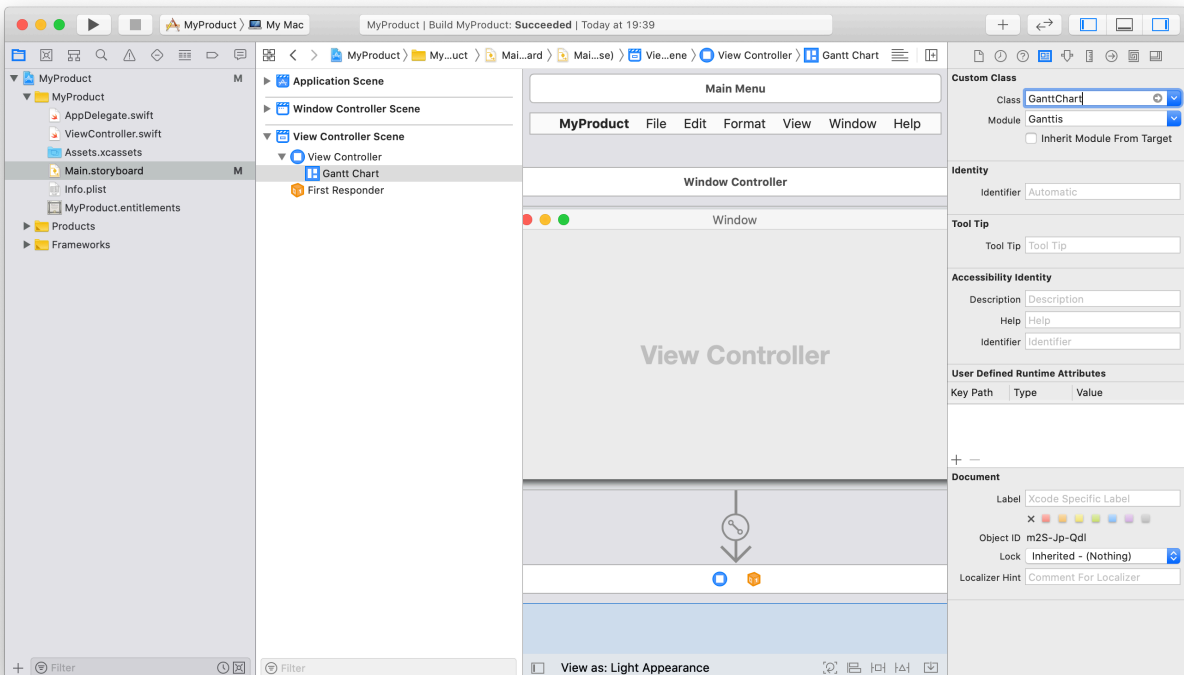 MyProduct My Mac
MyProduct | Build MyProduct: Succeeded | Today at 19:39
MyProduct M
MyProduct
AppDelegate.swift
ViewController.swift
Assets.xcassets
Main.storyboard M
Info.plist
MyProduct.entitlements
Products
Frameworks
Filter
MyProduct My...uct Mai...ard Mai...se) Vie...ene View Controller Gantt Chart
Application Scene
Window Controller Scene
View Controller Scene
View Controller
Gantt Chart
First Responder
Filter
Main Menu
MyProduct File Edit Format View Window Help
Window Controller
Window
View Controller
View as: Light Appearance
Custom Class
Class GanttChart
Module Ganttis
Inherit Module From Target
Identity
Identifier Automatic
Tool Tip
Tool Tip Tool Tip
Accessibility Identity
Description Description
Help Help
Identifier Identifier
User Defined Runtime Attributes
Key Path Type Value
Document
Label Xcode Specific Label
Object ID m2S-Jp-Qdl
Lock Inherited - (Nothing)
Localizer Hint Comment For Localizer